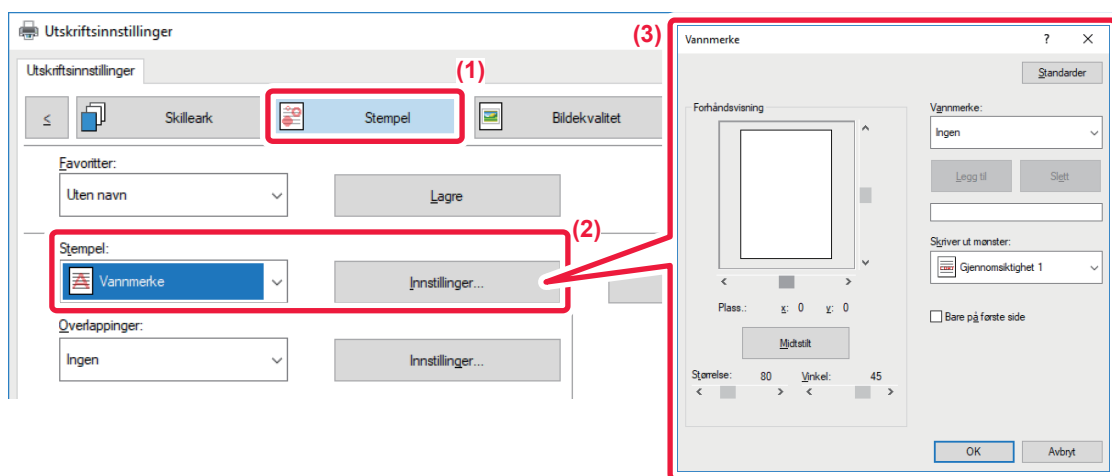 Utskriftsinnstillinger
Utskriftsinnstillinger
(1)
≤ Skilleark Stempel Bildekvalitet
Favoritter:
Uten navn Lagre
(2)
Stempel:
Vannmerke Innstillinger...
Overlappinger:
Ingen Innstillinger...
(3)
Vannmerke ?
Standarder
Forhåndsvisning
Vannmerke:
Ingen
Legg til Slett
Skriver ut mønster:
Gjennomsiktighet 1
Plass.: x: 0 y: 0
Bare på første side
Midtstilt
Størrelse: 80 Vinkel: 45
OK Avbryt